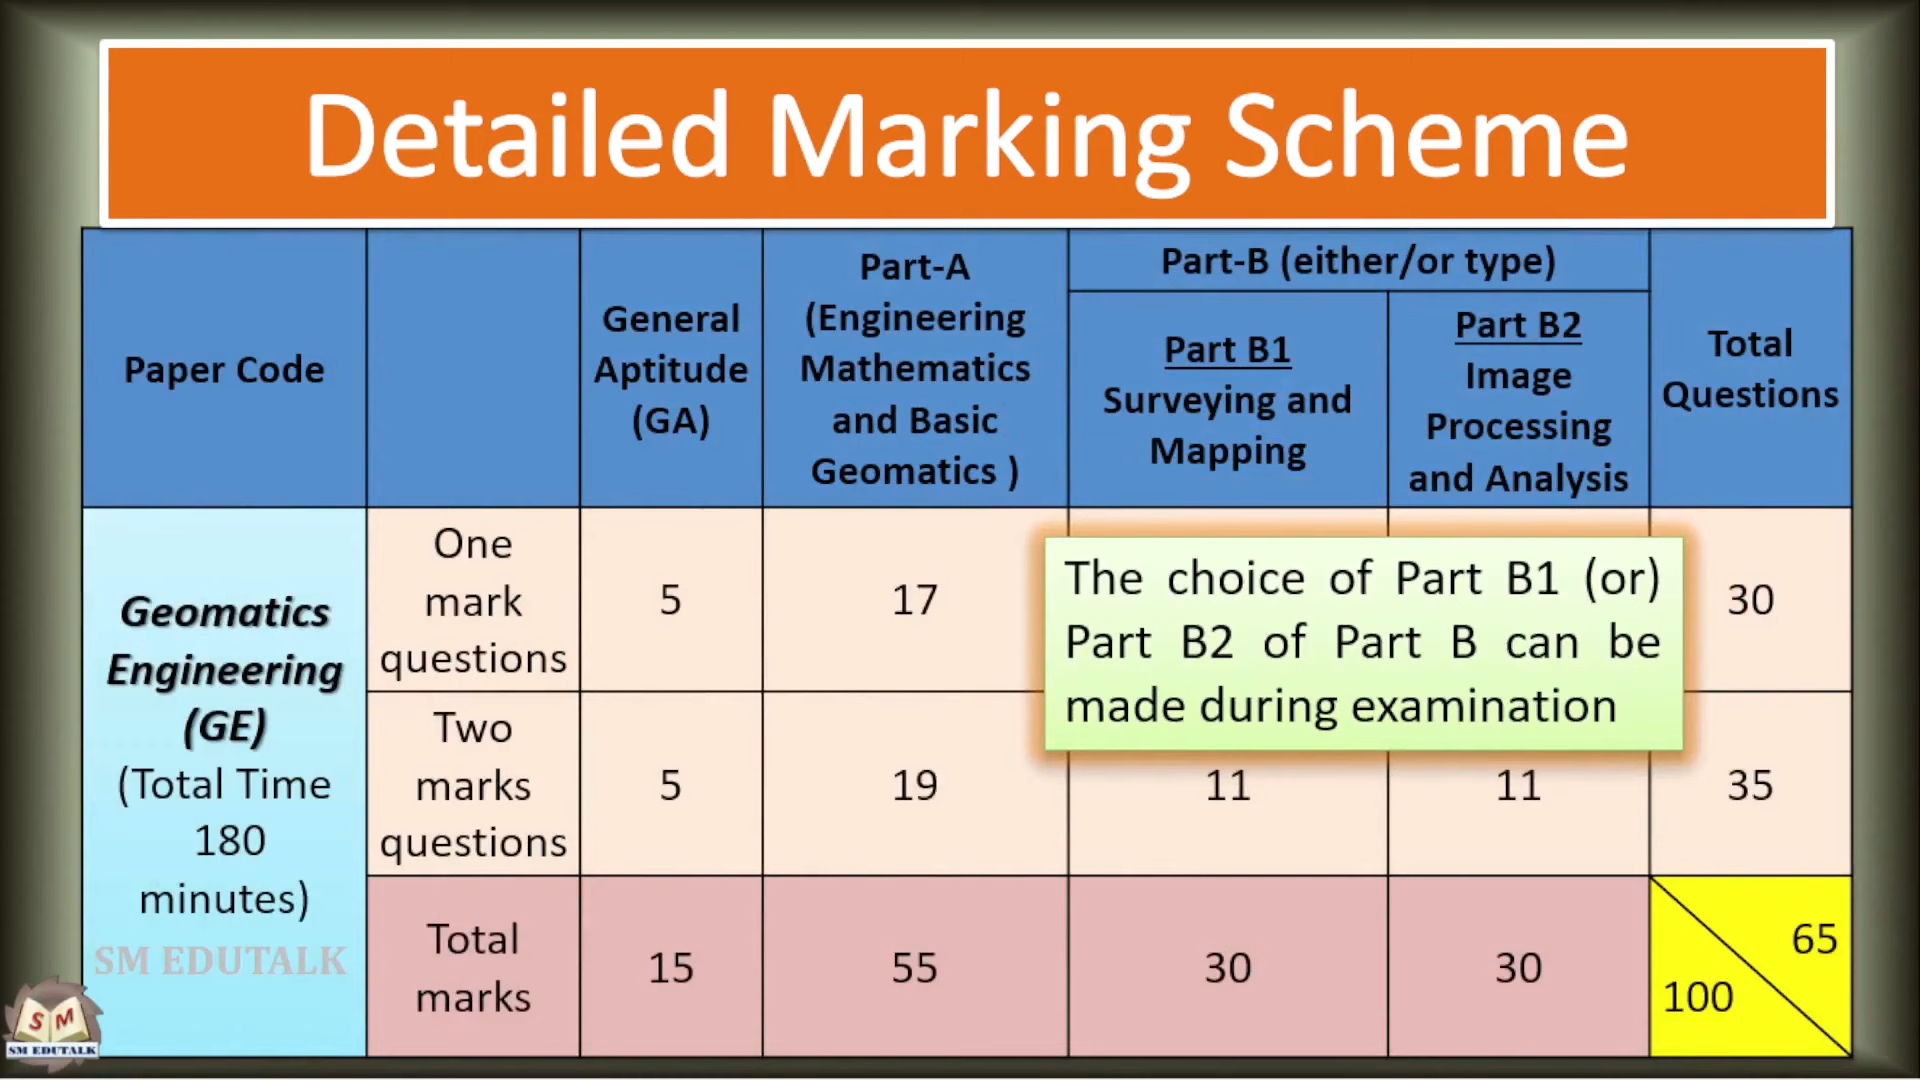 Detailed Marking Scheme
Paper Code
General
Aptitude
(GA)
Part-A
(Engineering
Mathematics
and Basic
Geomatics )
Part-B (either/or type)
Part B1
Surveying and
Mapping
Part B2
Image
Processing
and Analysis
Total
Questions
Geomatics
Engineering
(GE)
(Total Time
180
minutes)
One
mark
questions
5
17
30
The choice of Part B1 (or)
Part B2 of Part B can be
made during examination
Two
marks
questions
5
19
11
11
35
Total
marks
15
55
30
30
65
100
SM EDUTALK
S M
SM EDUTALK